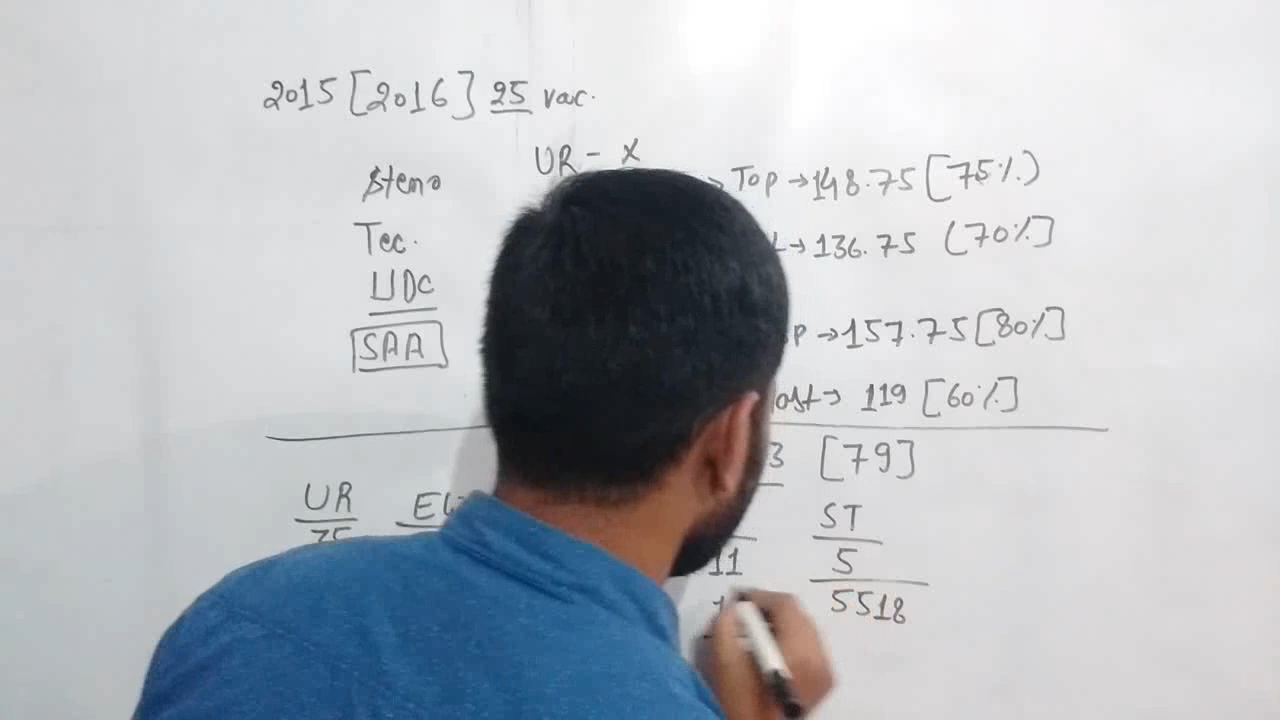 2015 [2016] 25 vac.
UR - X
Steno
Top → 148.75 [75%)
Tec.
→ 136.75 (70%]
UDC
→ 157.75 [80%]
SAA
→ 119 [60%]
3 [79]
UR
ST
75
11
5
5518